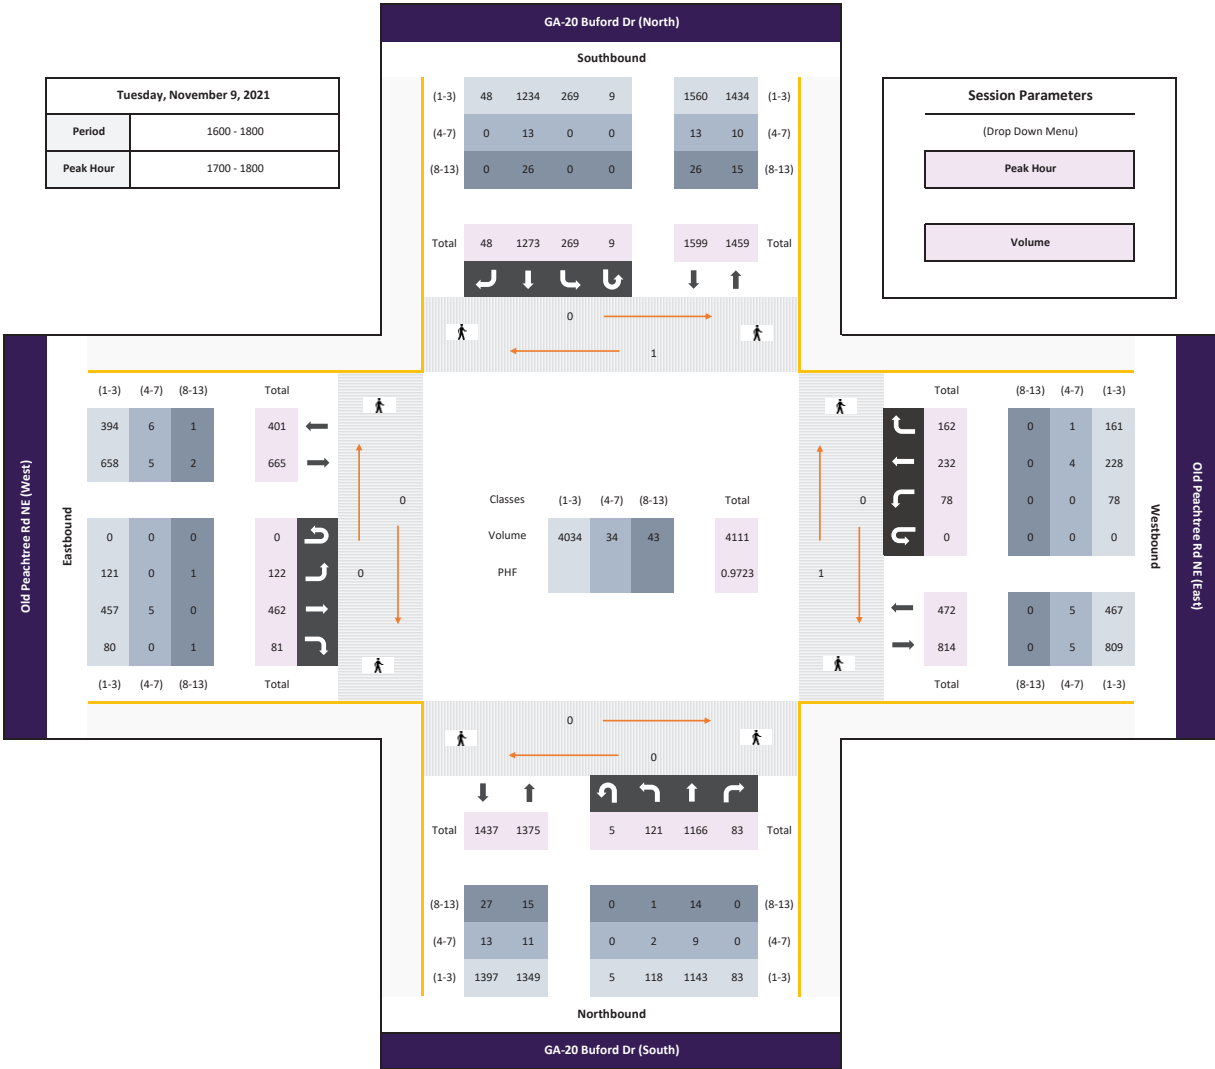 GA-20 Buford Dr (North)
Southbound
Tuesday, November 9, 2021
Period 1600 - 1800
Peak Hour 1700 - 1800
(1-3) 48 1234 269 9 1560 1434 (1-3)
(4-7) 0 13 0 0 13 10 (4-7)
(8-13) 0 26 0 0 26 15 (8-13)
Total 48 1273 269 9 1599 1459 Total
Session Parameters
(Drop Down Menu)
Peak Hour
Volume
0
1
Old Peachtree Rd NE (West)
Eastbound
(1-3) (4-7) (8-13) Total
394 6 1 401
658 5 2 665
0 0 0 0
121 0 1 122
457 5 0 462
80 0 1 81
(1-3) (4-7) (8-13) Total
0
0
Classes (1-3) (4-7) (8-13) Total
Volume 4034 34 43 4111
PHF 0.9723
0
1
Total (8-13) (4-7) (1-3)
162 0 1 161
232 0 4 228
78 0 0 78
0 0 0 0
472 0 5 467
814 0 5 809
Total (8-13) (4-7) (1-3)
Westbound
Old Peachtree Rd NE (East)
0
0
Total 1437 1375 5 121 1166 83 Total
(8-13) 27 15 0 1 14 0 (8-13)
(4-7) 13 11 0 2 9 0 (4-7)
(1-3) 1397 1349 5 118 1143 83 (1-3)
Northbound
GA-20 Buford Dr (South)